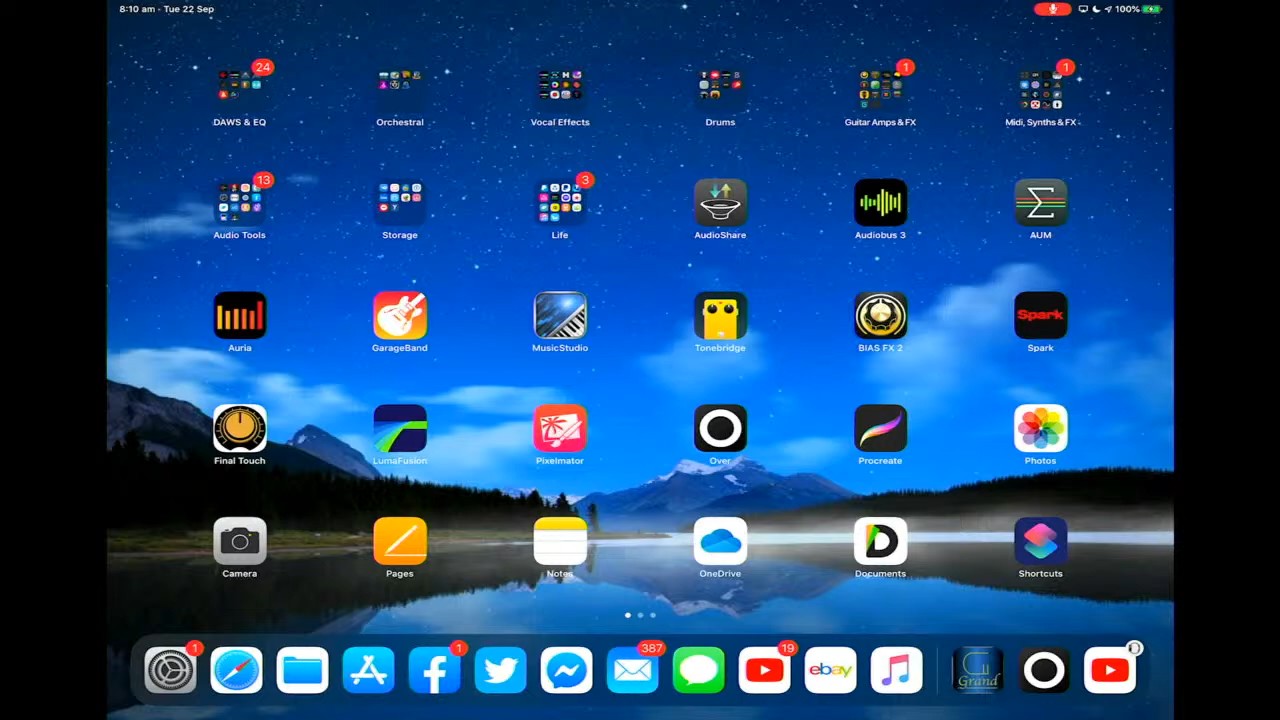 8:10 am - Tue 22 Sep
100%
24
1
1
DAWS & EQ
Orchestral
Vocal Effects
Drums
Guitar Amps & FX
Midi, Synths & FX -
13
3
Audio Tools
Storage
Life
AudioShare
Audiobus 3
AUM
Spark
Auria
GarageBand
MusicStudio
Tonebridge
BIAS FX 2
Spark
Final Touch
LumaFusion
Pixelmator
Over
Procreate
Photos
Camera
Pages
Notes
OneDrive
Documents
Shortcuts
1
1
387
19
ebay
Grand